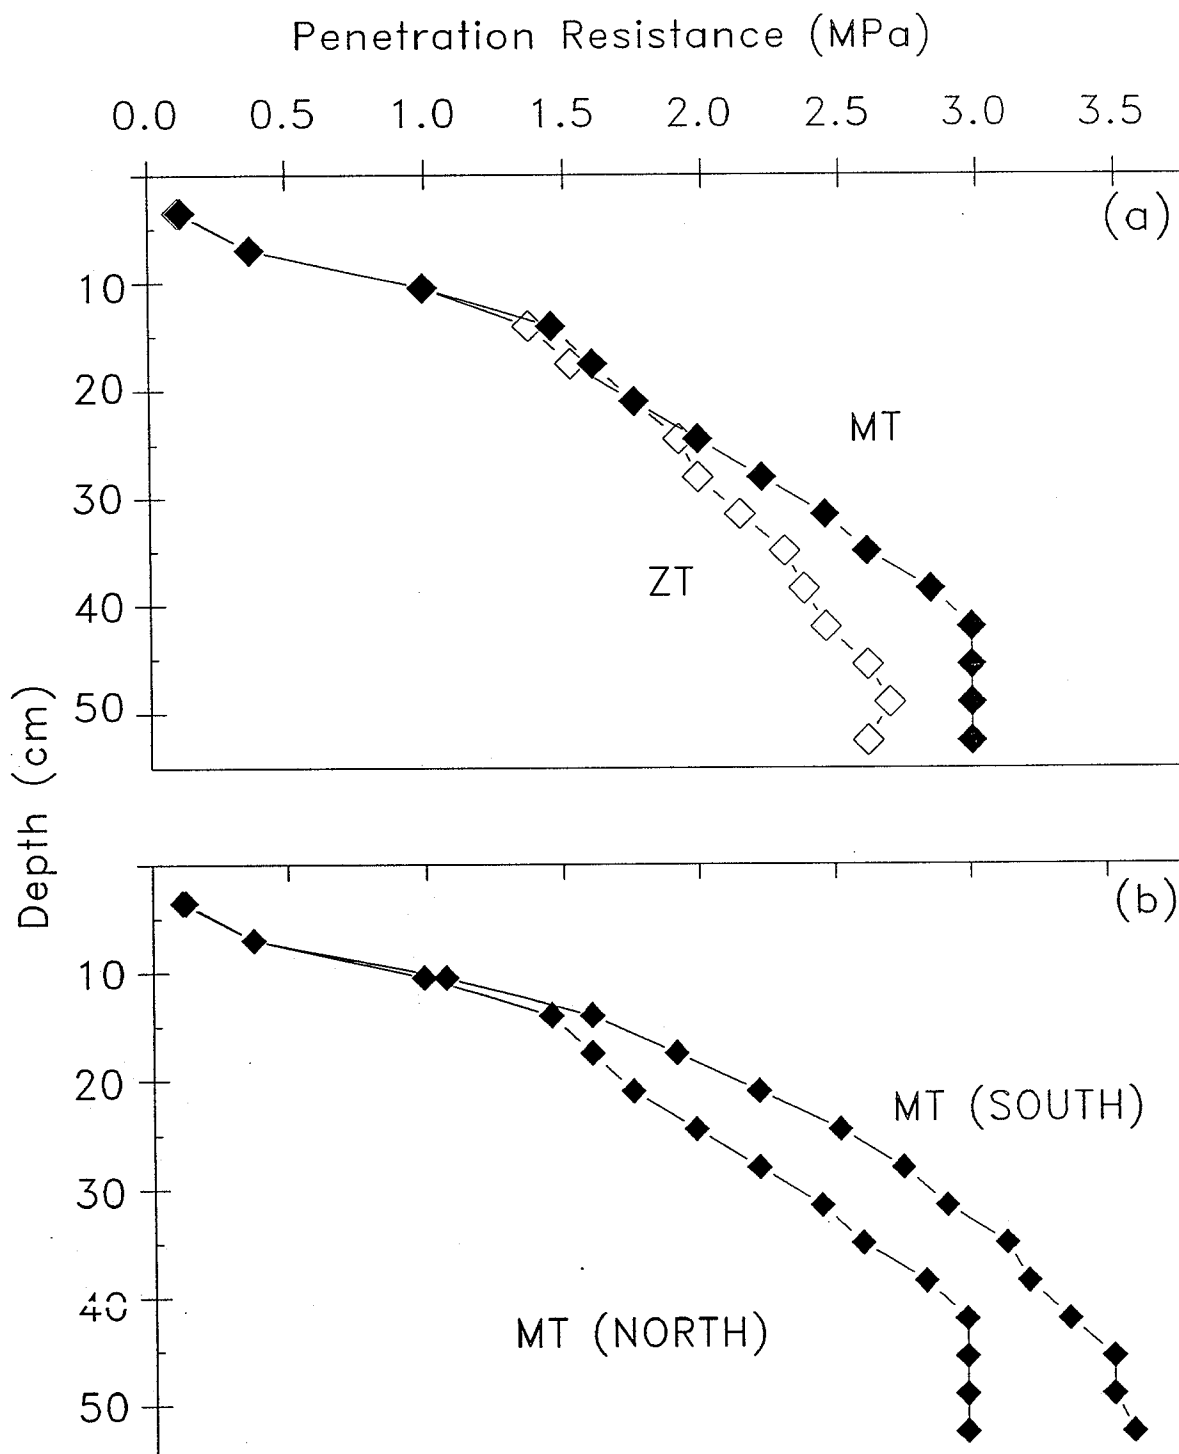 Penetration Resistance (MPa)
0.0 0.5 1.0 1.5 2.0 2.5 3.0 3.5
(a)
10
20
MT
30
ZT
40
50
Depth (cm)
(b)
10
20
MT (SOUTH)
30
40
MT (NORTH)
50